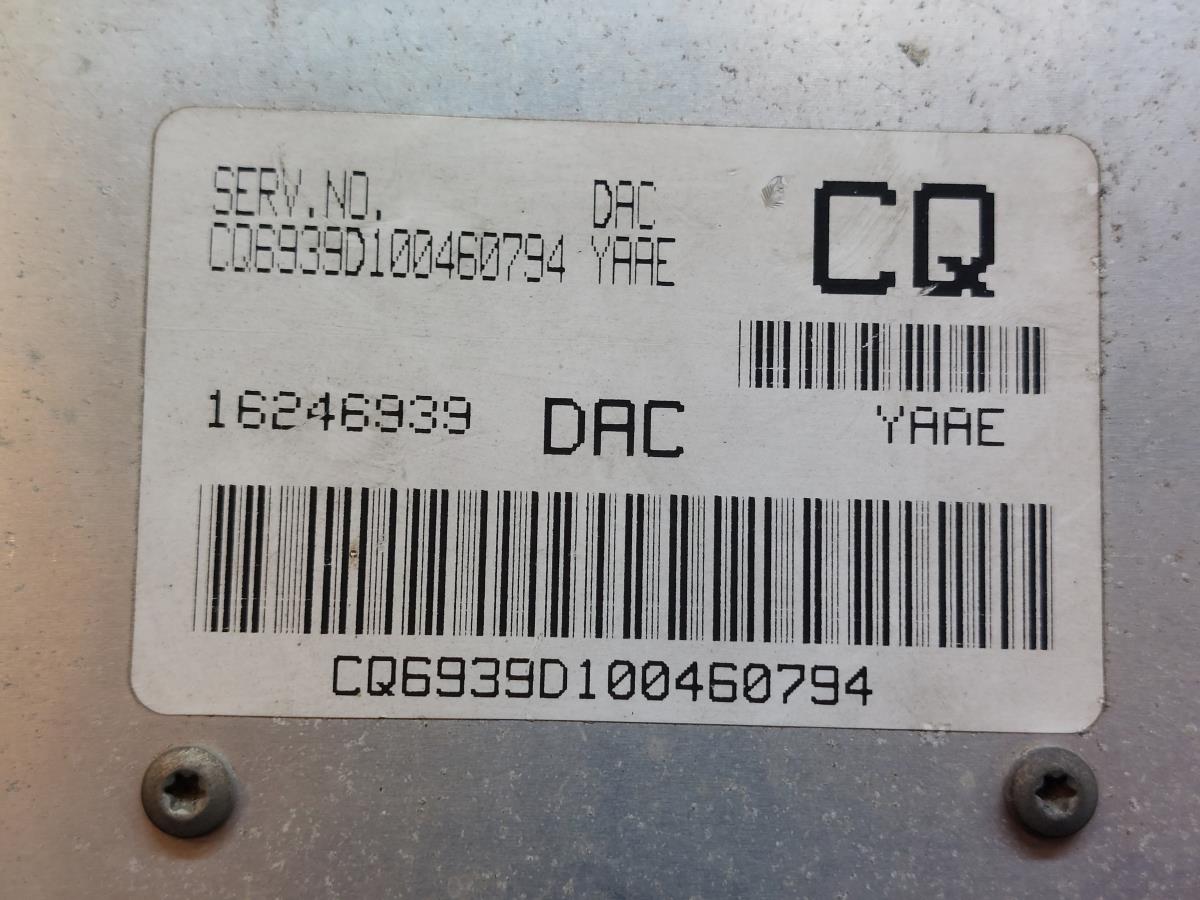 SERV.NO. DAC CQ
CQ6939D100460794 YAAE
16246939 DAC YAAE
CQ6939D100460794